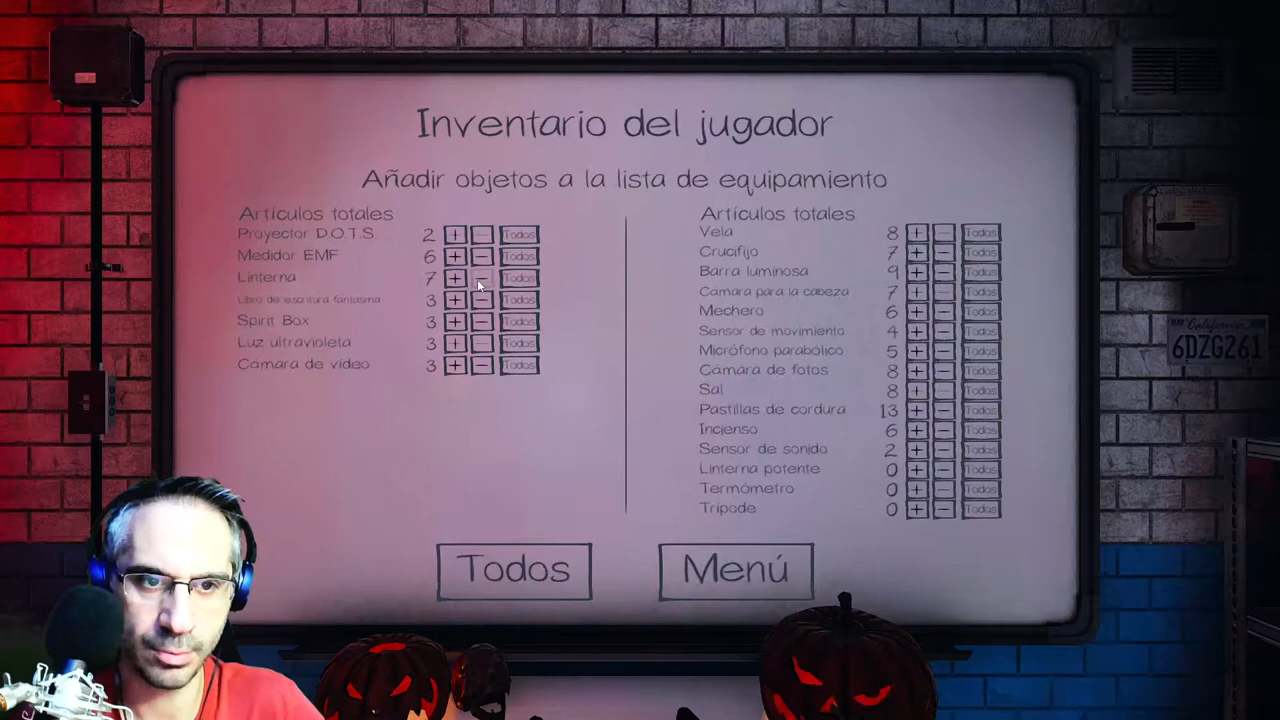 Inventario del jugador
Añadir objetos a la lista de equipamiento
Artículos totales
Proyector D.O.T.S. 2 + - Todos
Medidor EMF 6 + - Todos
Linterna 7 + - Todos
Libro de escritura fantasma 3 + - Todos
Spirit Box 3 + - Todos
Luz ultravioleta 3 + - Todos
Cámara de vídeo 3 + - Todos
Artículos totales
Vela 8 + - Todos
Crucifijo 7 + - Todos
Barra luminosa 9 + - Todos
Cámara para la cabeza 7 + - Todos
Mechero 6 + - Todos
Sensor de movimiento 4 + - Todos
Micrófono parabólico 5 + - Todos
Cámara de fotos 8 + - Todos
Sal 8 + - Todos
Pastillas de cordura 13 + - Todos
Incienso 6 + - Todos
Sensor de sonido 2 + - Todos
Linterna potente 0 + - Todos
Termómetro 0 + - Todos
Trípode 0 + - Todos
Todos
Menú
California
6DZG261